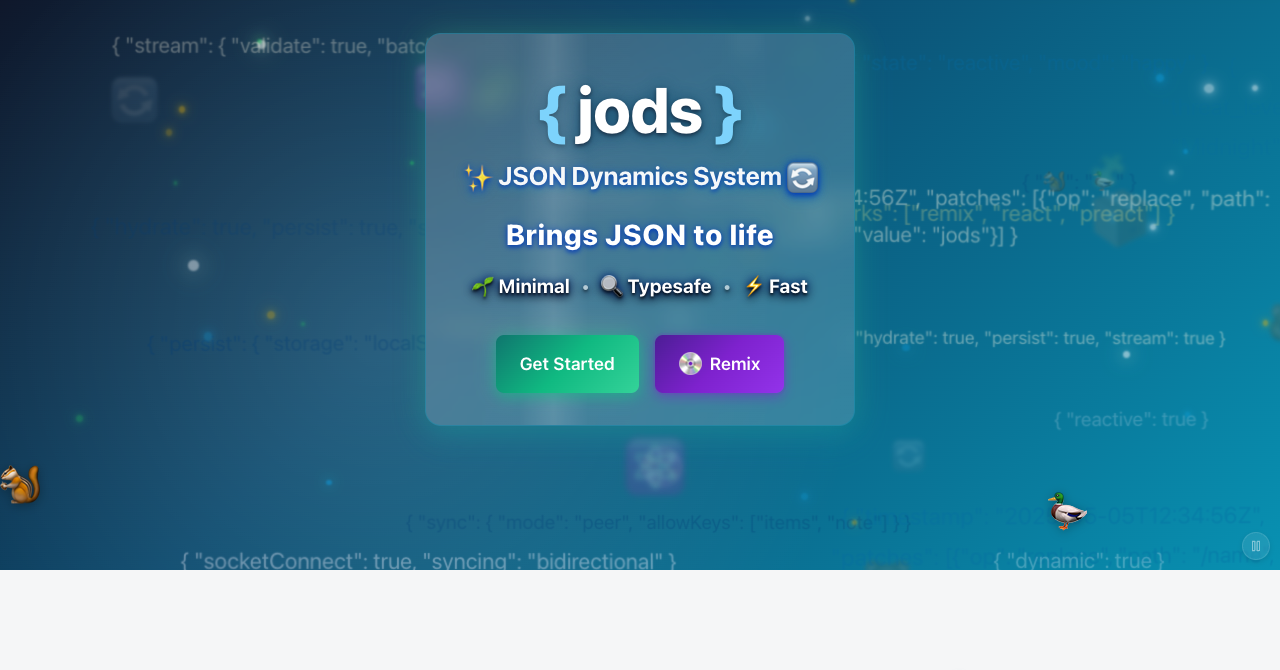 { "stream": { "validate": true, "batc
{ jods }
JSON Dynamics System
4:56Z", "patches": [{"op": "replace", "path":
rks": ["remix", "react", "preact"] }
"value": "jods"}] }
Brings JSON to life
Minimal • Typesafe • Fast
"hydrate": true, "persist": true, "stream": true }
{ "persist": { "storage": "localS
Get Started
Remix
{ "reactive": true }
{ "sync": { "mode": "peer", "allowKeys": ["items", "note"] } }
{ "socketConnect": true, "syncing": "bidirectional" }
{ "dynamic": true }